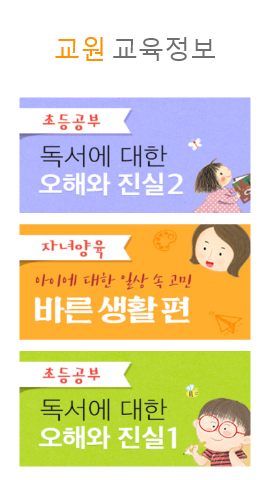 교원 교육정보
초등공부
독서에 대한
오해와 진실2
자녀양육
아이에 대한 일상 속 고민
바른 생활 편
초등공부
독서에 대한
오해와 진실1